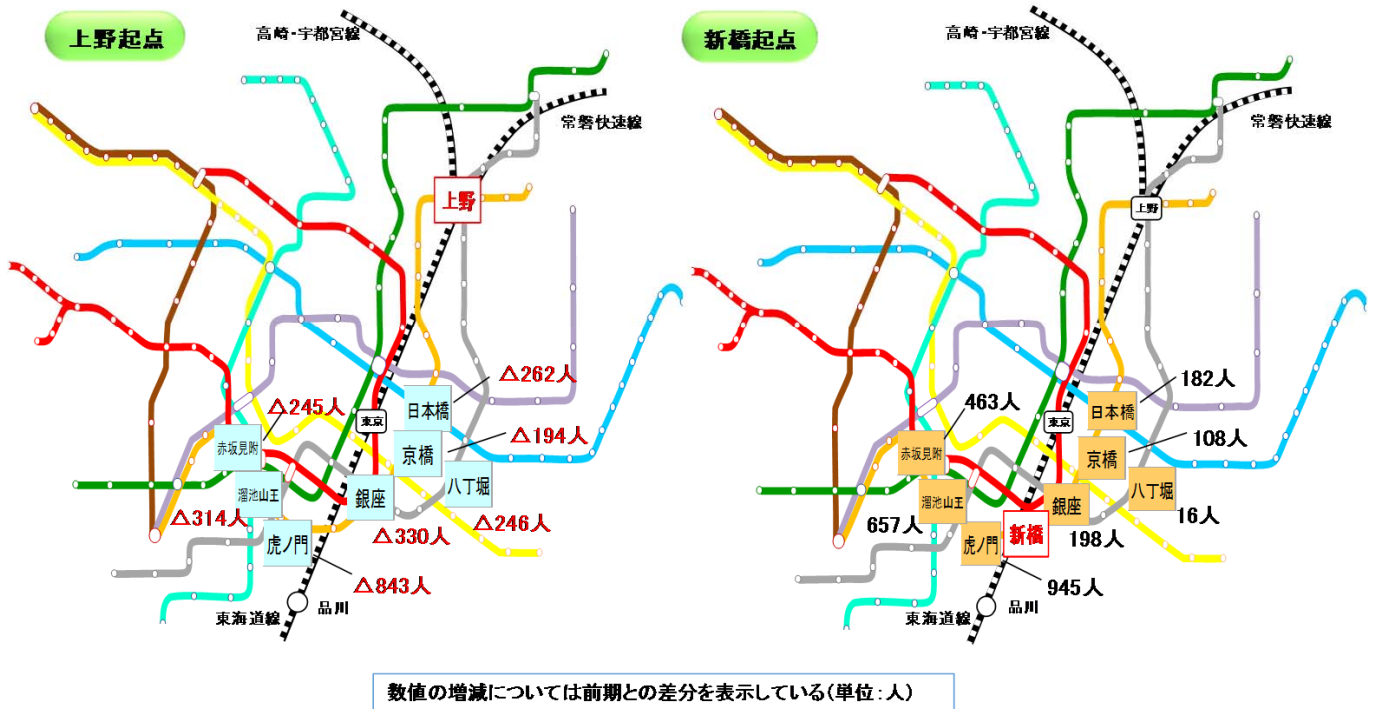 上野起点
高崎・宇都宮線
常磐快速線
上野
△262人
日本橋
△245人
東京
△194人
赤坂見附
京橋
八丁堀
溜池山王
銀座
△314人
△246人
△330人
虎ノ門
△843人
東海道線
品川
新橋起点
高崎・宇都宮線
常磐快速線
上野
182人
日本橋
463人
東京
108人
赤坂見附
京橋
八丁堀
溜池山王
銀座
16人
657人
新橋
198人
虎ノ門
945人
東海道線
品川
数値の増減については前期との差分を表示している(単位:人)